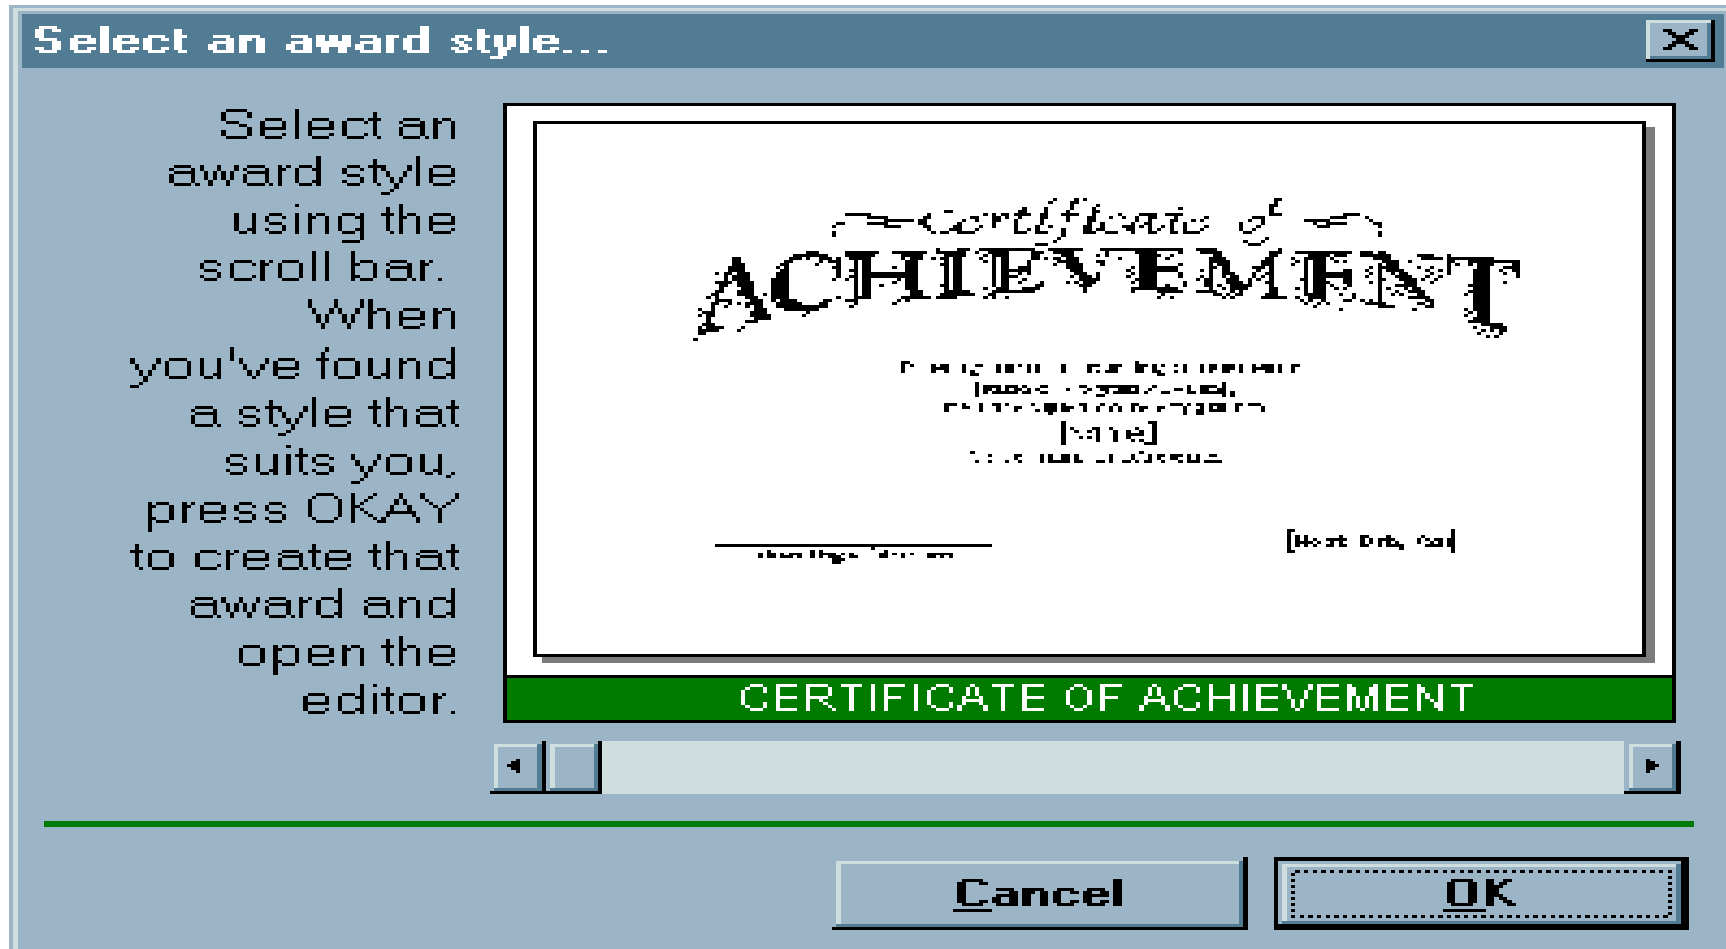 Select an award style...
Select an
award style
using the
scroll bar.
When
you've found
a style that
suits you,
press OKAY
to create that
award and
open the
editor.
Certificate of
ACHIEVEMENT
[Name]
CERTIFICATE OF ACHIEVEMENT
Cancel
OK